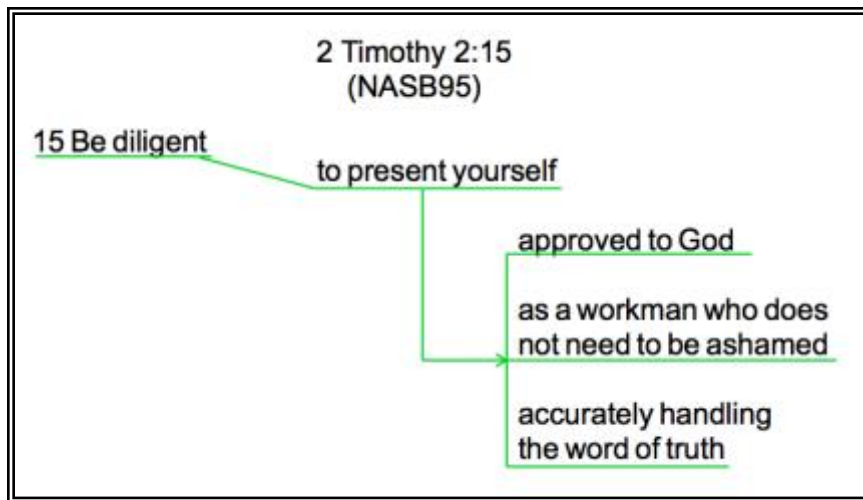 2 Timothy 2:15
(NASB95)
15 Be diligent
to present yourself
approved to God
as a workman who does
not need to be ashamed
accurately handling
the word of truth